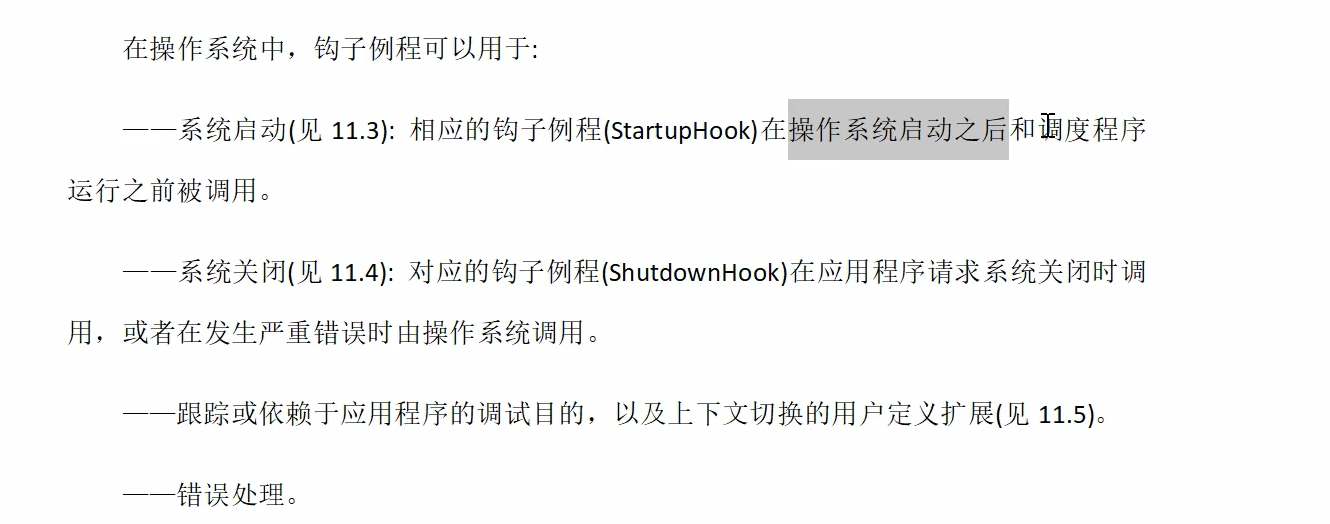 在操作系统中，钩子例程可以用于:
——系统启动(见 11.3): 相应的钩子例程(StartupHook)在操作系统启动之后和调度程序
运行之前被调用。
——系统关闭(见 11.4): 对应的钩子例程(ShutdownHook)在应用程序请求系统关闭时调
用，或者在发生严重错误时由操作系统调用。
——跟踪或依赖于应用程序的调试目的，以及上下文切换的用户定义扩展(见 11.5)。
——错误处理。